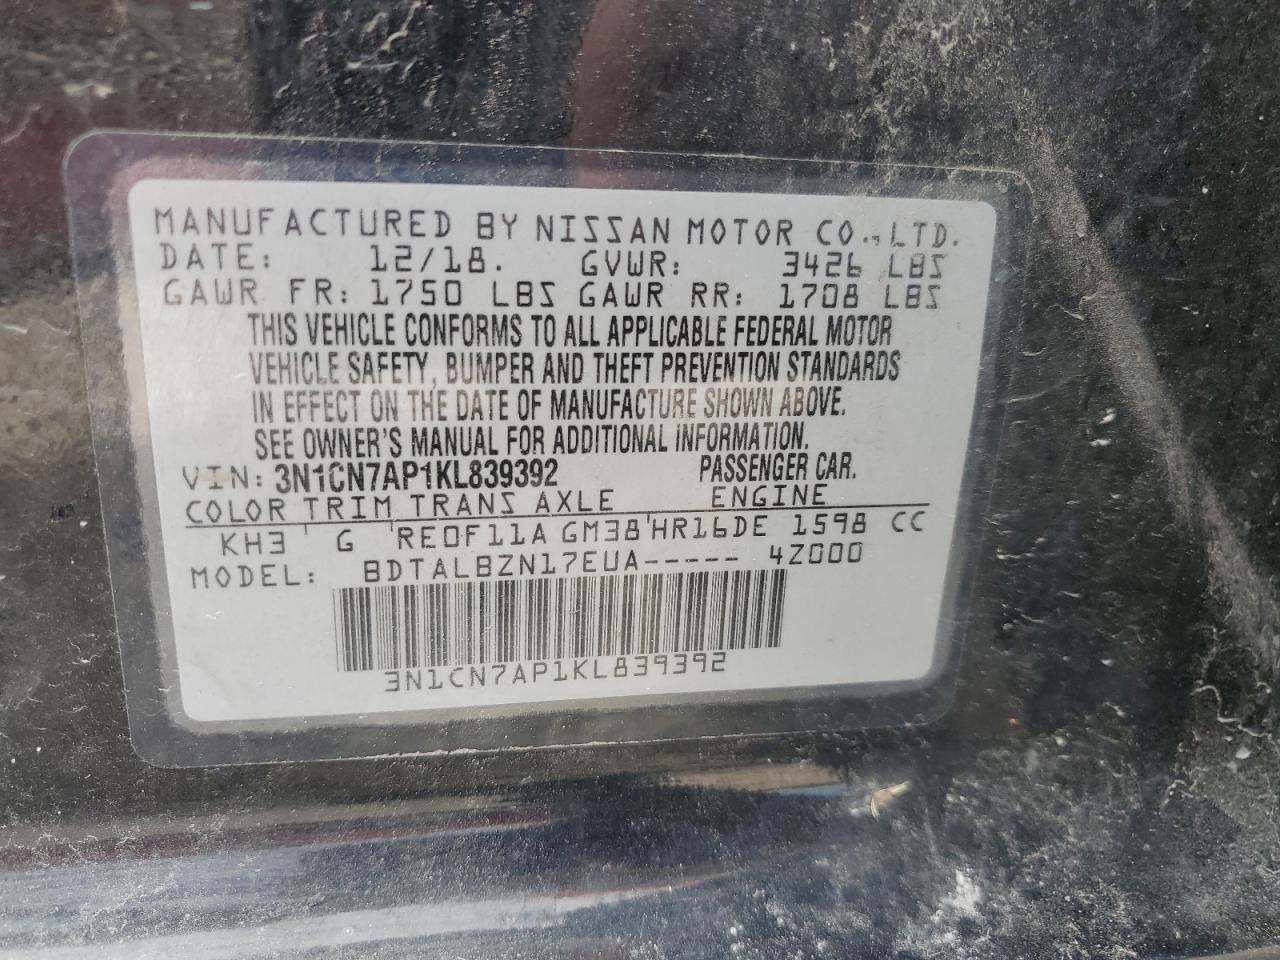 MANUFACTURED BY NISSAN MOTOR CO., LTD.
DATE: 12/18. GVWR: 3426 LBS
GAWR FR: 1750 LBS GAWR RR: 1708 LBS
THIS VEHICLE CONFORMS TO ALL APPLICABLE FEDERAL MOTOR
VEHICLE SAFETY, BUMPER AND THEFT PREVENTION STANDARDS
IN EFFECT ON THE DATE OF MANUFACTURE SHOWN ABOVE.
SEE OWNER'S MANUAL FOR ADDITIONAL INFORMATION.
VIN: 3N1CN7AP1KL839392 PASSENGER CAR.
COLOR TRIM TRANS AXLE ENGINE
KH3 G RE0F11A GM38 HR16DE 1598 CC
MODEL: BDTALBZN17EUA----- 4Z000
3N1CN7AP1KL839392